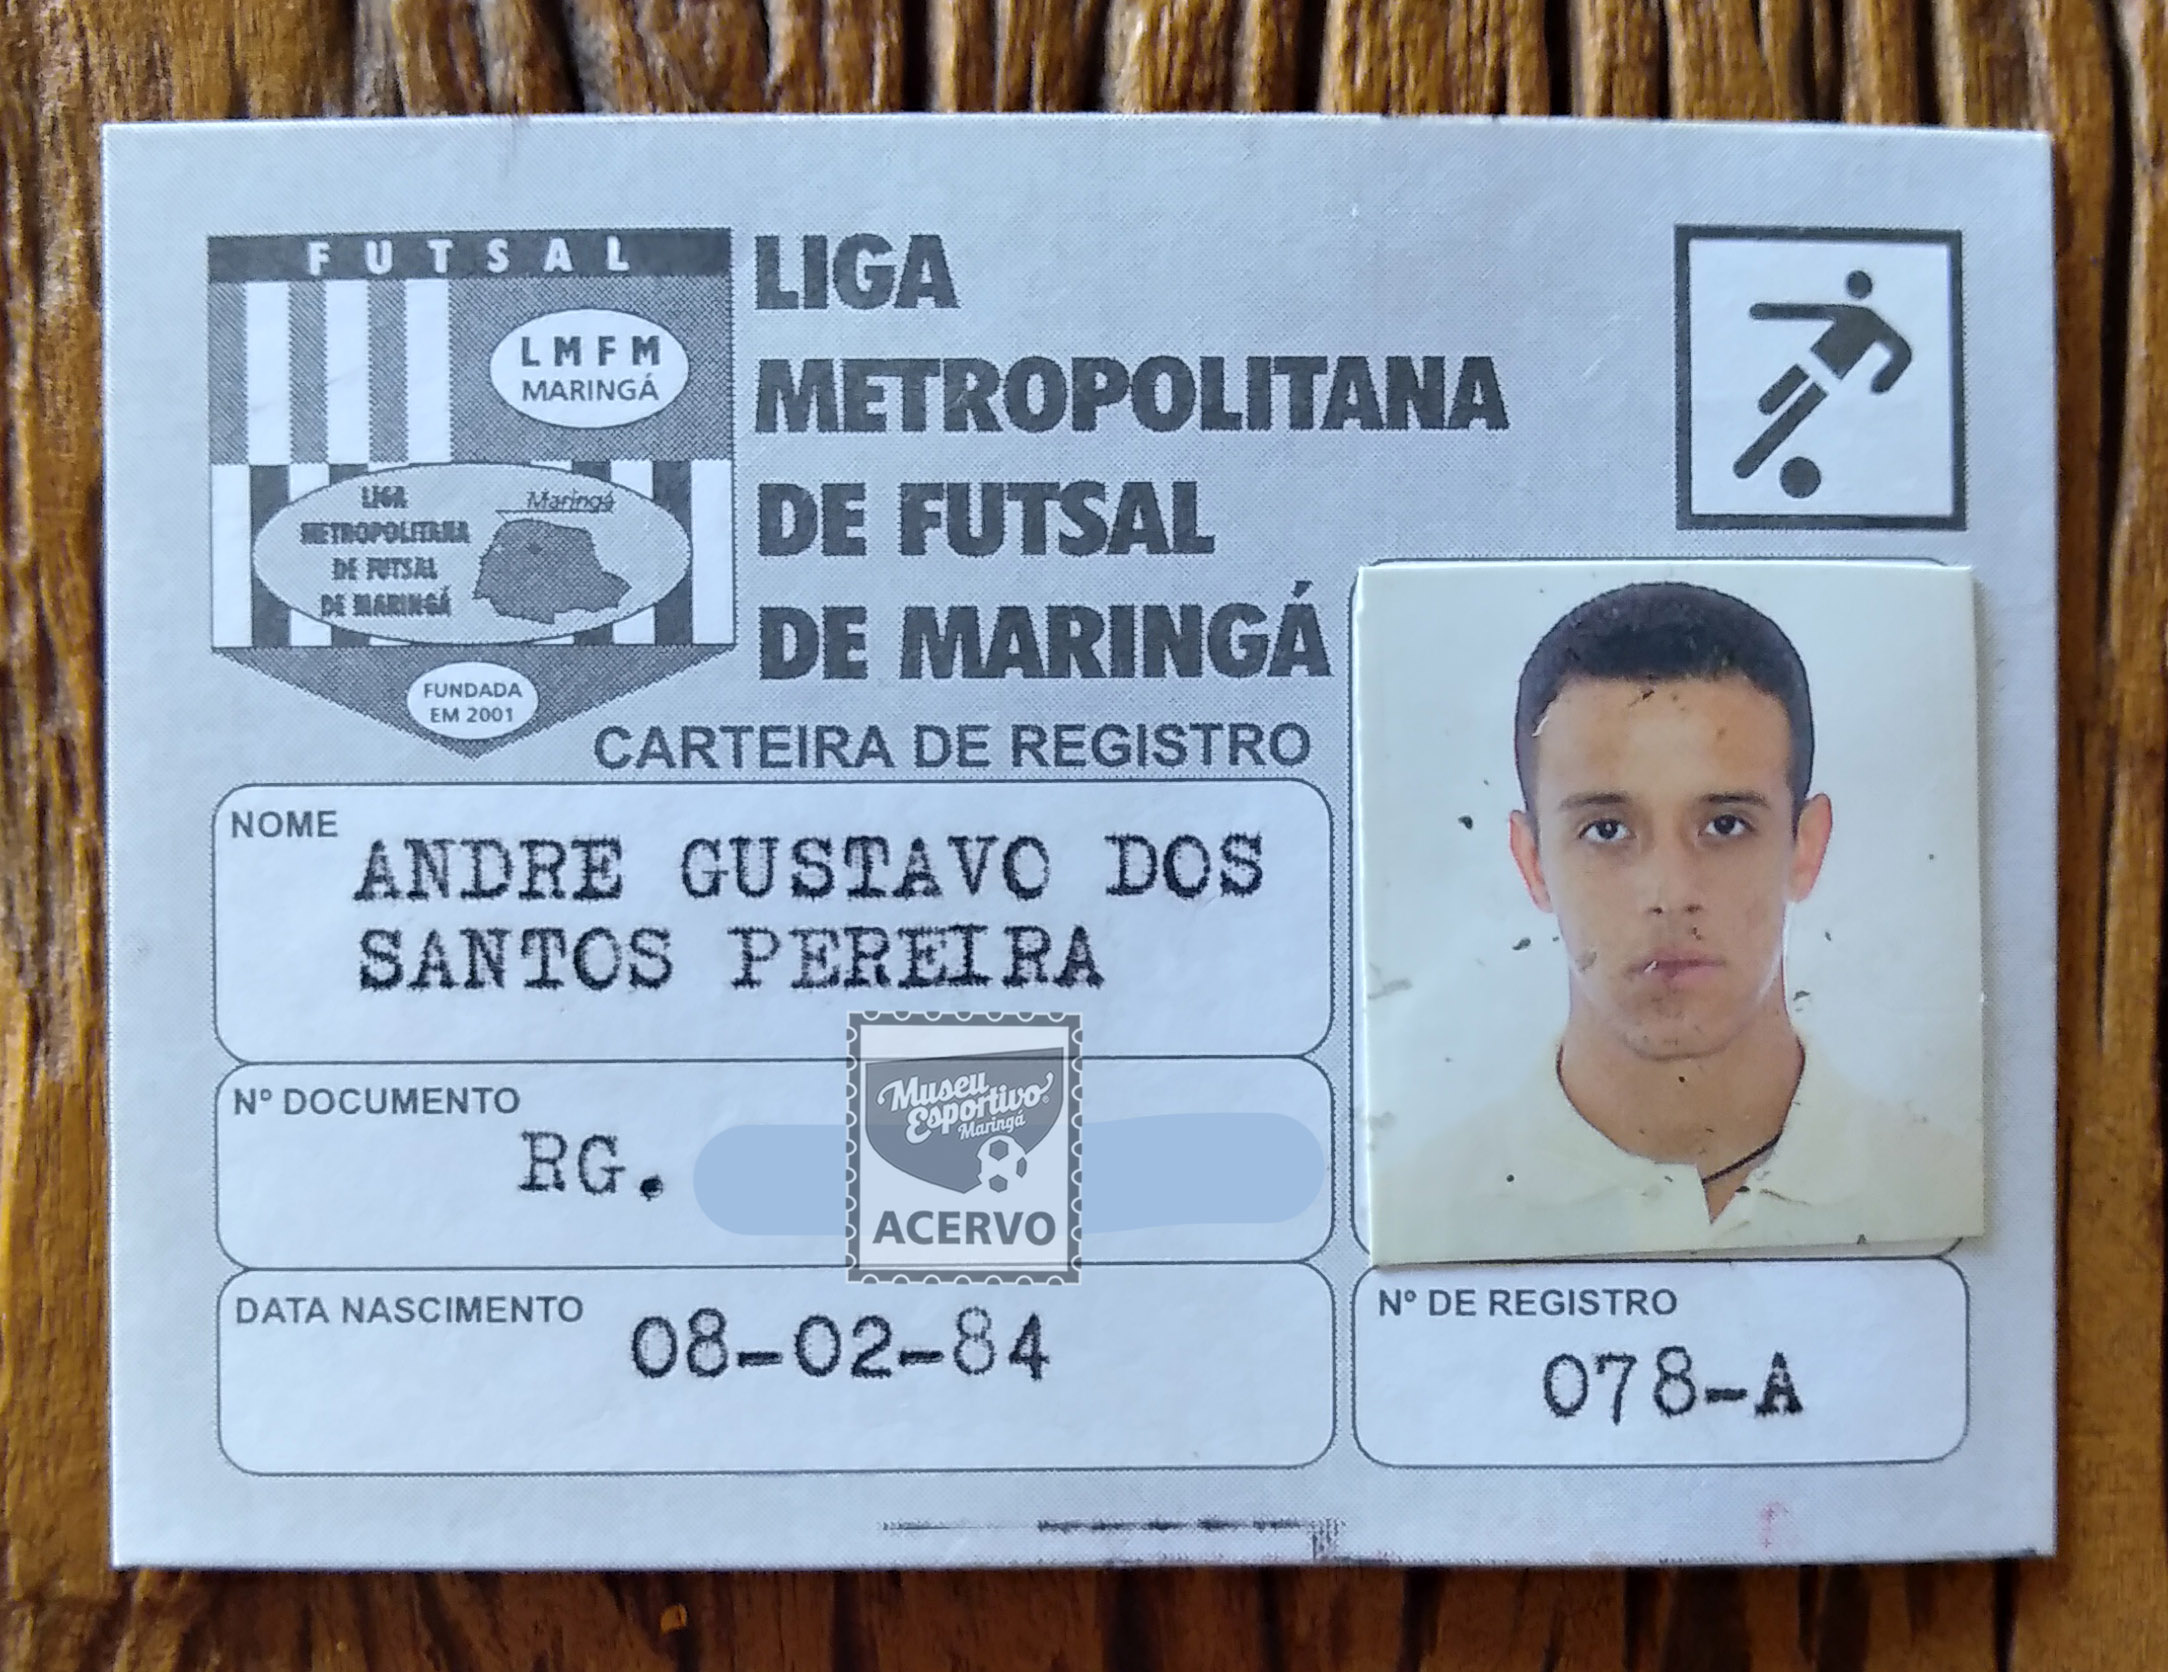 FUTSAL
LMFM
MARINGÁ
LIGA
METROPOLITANA
DE FUTSAL
DE MARINGÁ
Maringá
FUNDADA
EM 2001
LIGA
METROPOLITANA
DE FUTSAL
DE MARINGÁ
CARTEIRA DE REGISTRO
NOME
ANDRE GUSTAVO DOS
SANTOS PEREIRA
Nº DOCUMENTO
RG.
Museu
Esportivo
Maringá
ACERVO
DATA NASCIMENTO
08-02-84
Nº DE REGISTRO
078-A